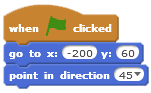 when clicked
go to x: -200 y: 60
point in direction 45